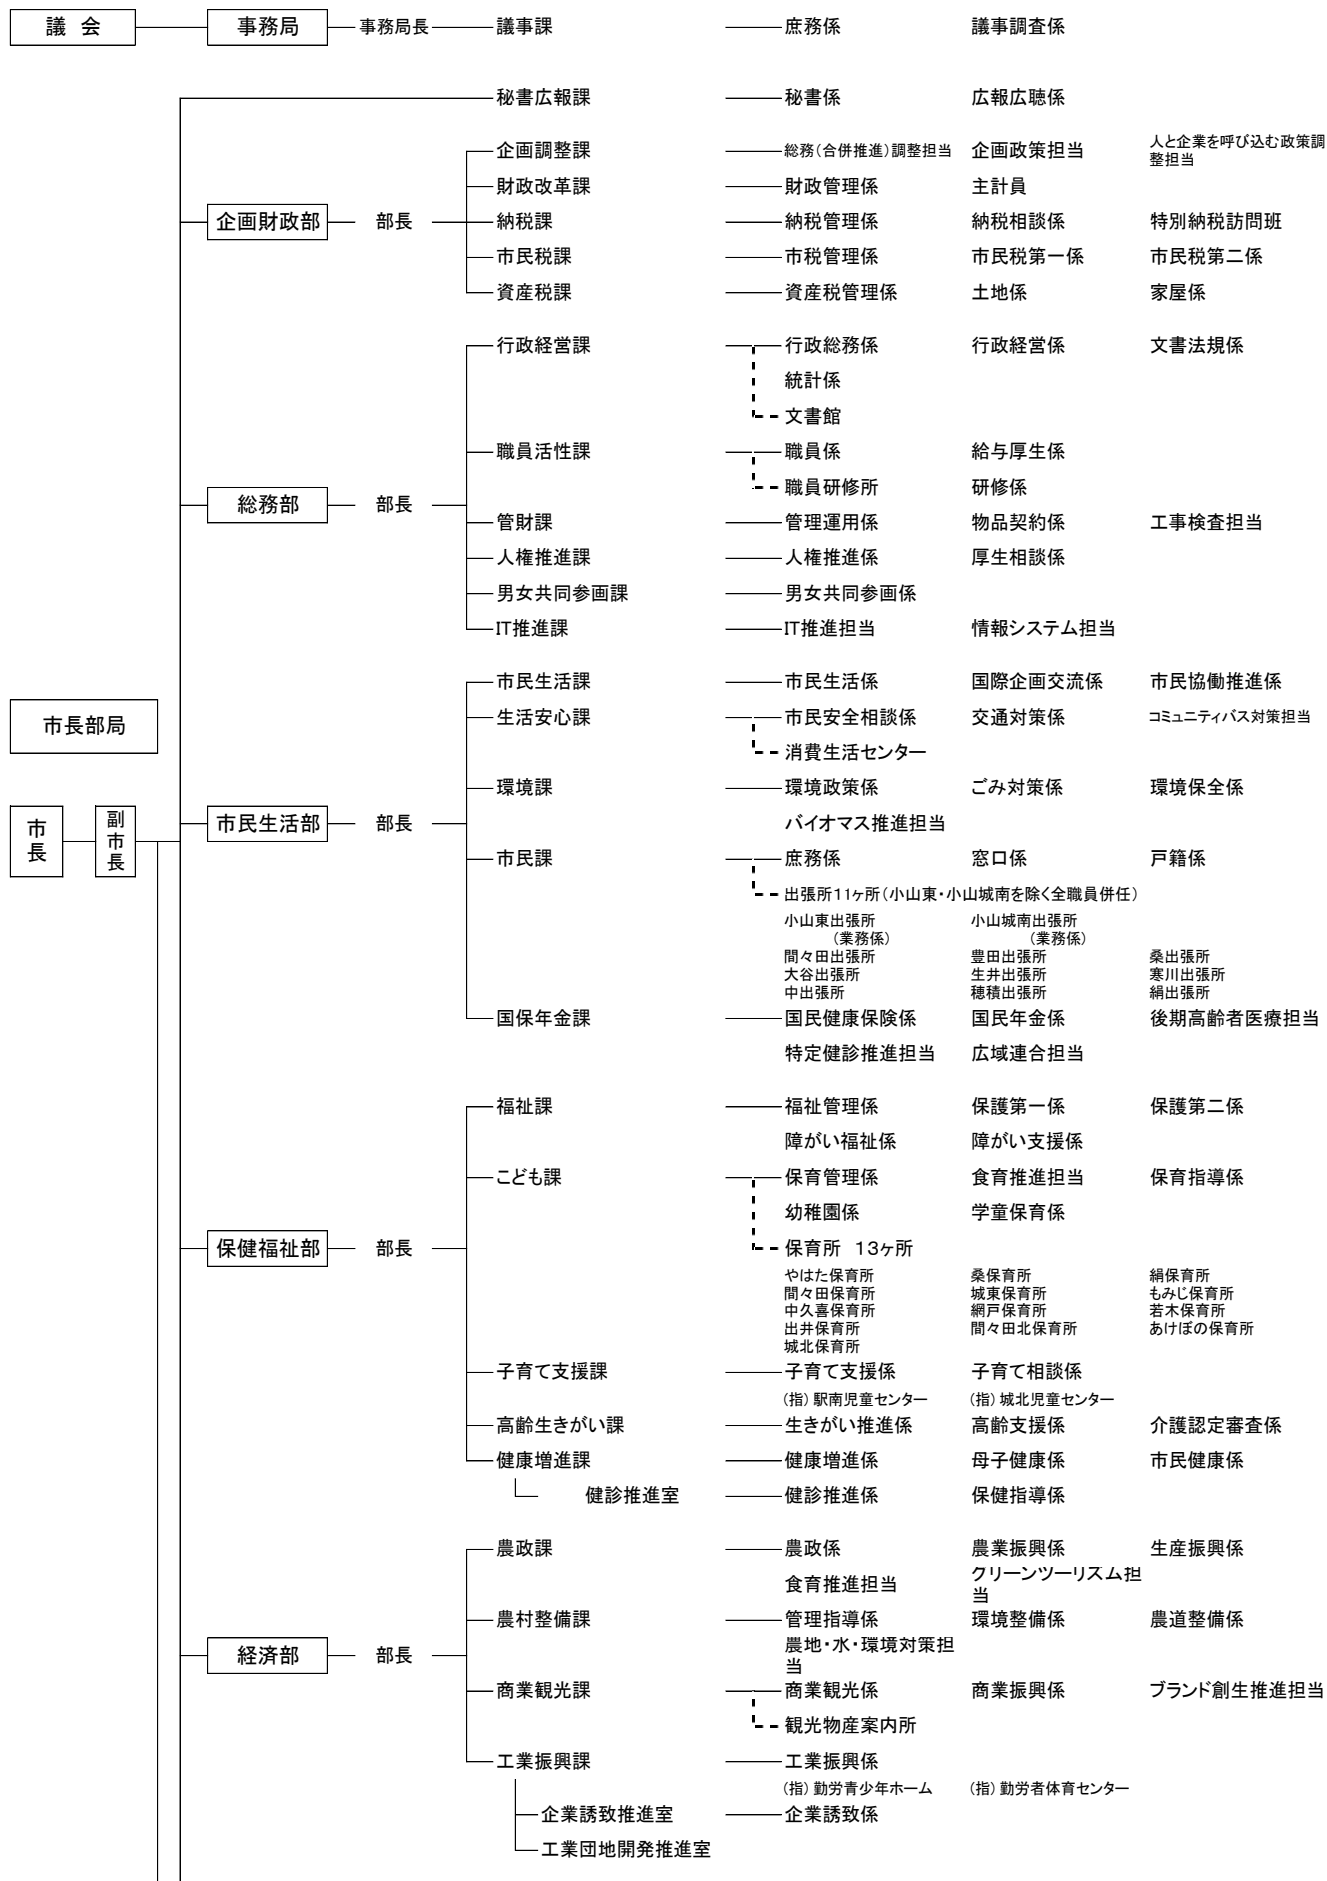 議 会 事務局 事務局長 議事課 庶務係 議事調査係
秘書広報課 秘書係 広報広聴係
企画調整課 総務(合併推進)調整担当 企画政策担当 人と企業を呼び込む政策調
整担当
財政改革課 財政管理係 主計員
企画財政部 部長 納税課 納税管理係 納税相談係 特別納税訪問班
市民税課 市税管理係 市民税第一係 市民税第二係
資産税課 資産税管理係 土地係 家屋係
行政経営課 行政総務係 行政経営係 文書法規係
統計係
文書館
職員活性課 職員係 給与厚生係
職員研修所 研修係
総務部 部長
管財課 管理運用係 物品契約係 工事検査担当
人権推進課 人権推進係 厚生相談係
男女共同参画課 男女共同参画係
IT推進課 IT推進担当 情報システム担当
市民生活課 市民生活係 国際企画交流係 市民協働推進係
市長部局
生活安心課 市民安全相談係 交通対策係 コミュニティバス対策担当
消費生活センター
環境課 環境政策係 ごみ対策係 環境保全係
市長 副市長 市民生活部 部長
バイオマス推進担当
市民課 庶務係 窓口係 戸籍係
出張所11ヶ所(小山東・小山城南を除く全職員併任)
小山東出張所 小山城南出張所
(業務係) (業務係)
間々田出張所 豊田出張所 桑出張所
大谷出張所 生井出張所 寒川出張所
中出張所 穂積出張所 絹出張所
国保年金課 国民健康保険係 国民年金係 後期高齢者医療担当
特定健診推進担当 広域連合担当
福祉課 福祉管理係 保護第一係 保護第二係
障がい福祉係 障がい支援係
こども課 保育管理係 食育推進担当 保育指導係
幼稚園係 学童保育係
保健福祉部 部長 保育所 13ヶ所
やはた保育所 桑保育所 絹保育所
間々田保育所 城東保育所 もみじ保育所
中久喜保育所 網戸保育所 若木保育所
出井保育所 間々田北保育所 あけぼの保育所
城北保育所
子育て支援課 子育て支援係 子育て相談係
(指)駅南児童センター (指)城北児童センター
高齢生きがい課 生きがい推進係 高齢支援係 介護認定審査係
健康増進課 健康増進係 母子健康係 市民健康係
健診推進室 健診推進係 保健指導係
農政課 農政係 農業振興係 生産振興係
食育推進担当 グリーンツーリズム担
当
農村整備課 管理指導係 環境整備係 農道整備係
経済部 部長 農地・水・環境対策担
当
商業観光課 商業観光係 商業振興係 ブランド創生推進担当
観光物産案内所
工業振興課 工業振興係
(指)勤労青少年ホーム (指)勤労者体育センター
企業誘致推進室 企業誘致係
工業団地開発推進室